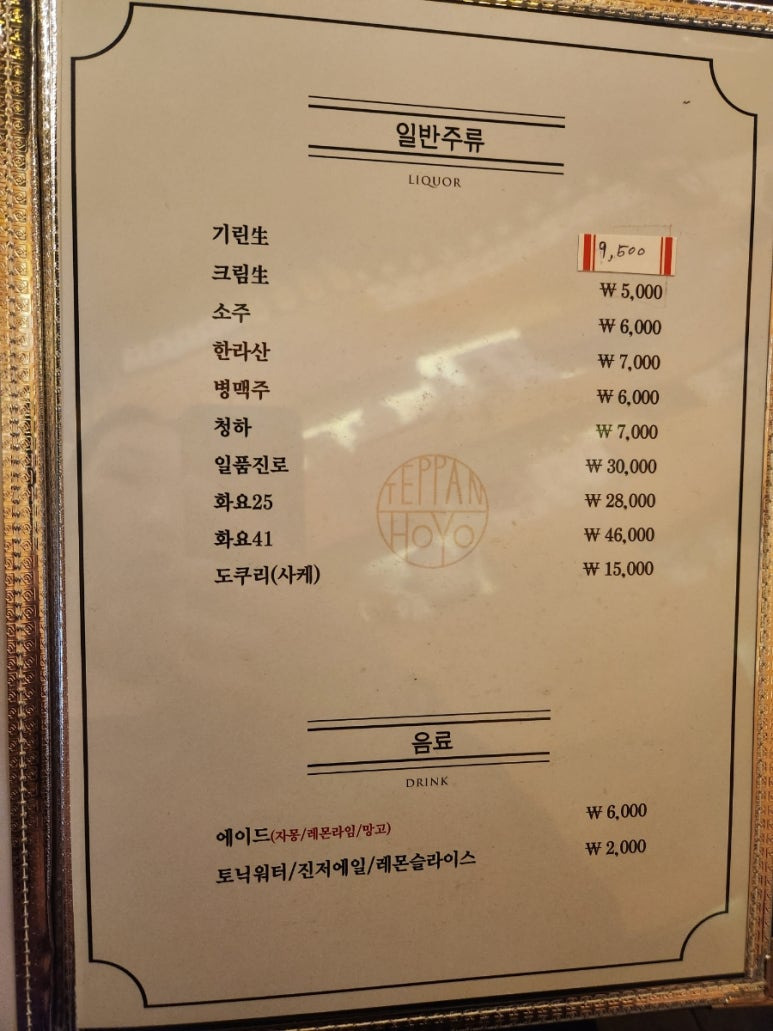 일반주류
LIQUOR
기린生 9,500
크림生 ₩ 5,000
소주 ₩ 6,000
한라산 ₩ 7,000
병맥주 ₩ 6,000
청하 ₩ 7,000
일품진로 ₩ 30,000
화요25 ₩ 28,000
화요41 ₩ 46,000
도쿠리(사케) ₩ 15,000
TEPPAN
HOYO
음료
DRINK
에이드(자몽/레몬라임/망고) ₩ 6,000
토닉워터/진저에일/레몬슬라이스 ₩ 2,000